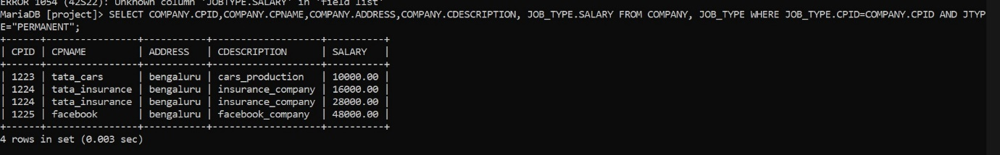 ERROR 1054 (42S22): Unknown column 'JOBTYPE.SALARY' in 'field list'
MariaDB [project]> SELECT COMPANY.CPID,COMPANY.CPNAME,COMPANY.ADDRESS,COMPANY.CDESCRIPTION, JOB_TYPE.SALARY FROM COMPANY, JOB_TYPE WHERE JOB_TYPE.CPID=COMPANY.CPID AND JTYP
E="PERMANENT";
+------+----------------+-----------+-------------------+----------+
| CPID | CPNAME         | ADDRESS   | CDESCRIPTION      | SALARY   |
+------+----------------+-----------+-------------------+----------+
| 1223 | tata_cars      | bengaluru | cars_production   | 10000.00 |
| 1224 | tata_insurance | bengaluru | insurance_company | 16000.00 |
| 1224 | tata_insurance | bengaluru | insurance_company | 28000.00 |
| 1225 | facebook       | bengaluru | facebook_company  | 48000.00 |
+------+----------------+-----------+-------------------+----------+
4 rows in set (0.003 sec)